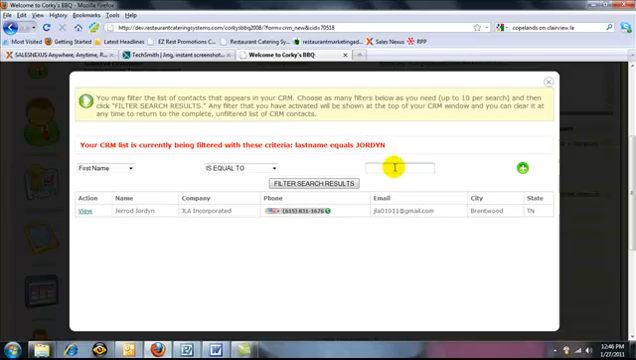 Welcome to Corky's BBQ - Mozilla Firefox
File Edit View History Bookmarks Tools Help
http://dev.restaurantcateringsystems.com/corkysbbq2008/?form=crm_new&cid=70518
copelands on clairview.le
Most Visited Getting Started Latest Headlines EZ Rest Promotions C... Restaurant Catering Sy... restaurantmarketingad... Sales Nexus RPP
SALESNEXUS Anywhere, Anytime, R... TechSmith | Jing, instant screenshot... Welcome to Corky's BBQ
You may filter the list of contacts that appears in your CRM. Choose as many filters below as you need (up to 10 per search) and then
click "FILTER SEARCH RESULTS." Any filter that you have activated will be shown at the top of your CRM window and you can clear it
at any time to return to the complete, unfiltered list of CRM contacts.
Your CRM list is currently being filtered with these criteria: lastname equals JORDYN
First Name IS EQUAL TO
FILTER SEARCH RESULTS
Action Name Company Phone Email City State
View Jerrod Jordyn JLA Incorporated (615) 831-1676 jla01011@gmail.com Brentwood TN
12:46 PM
1/27/2011